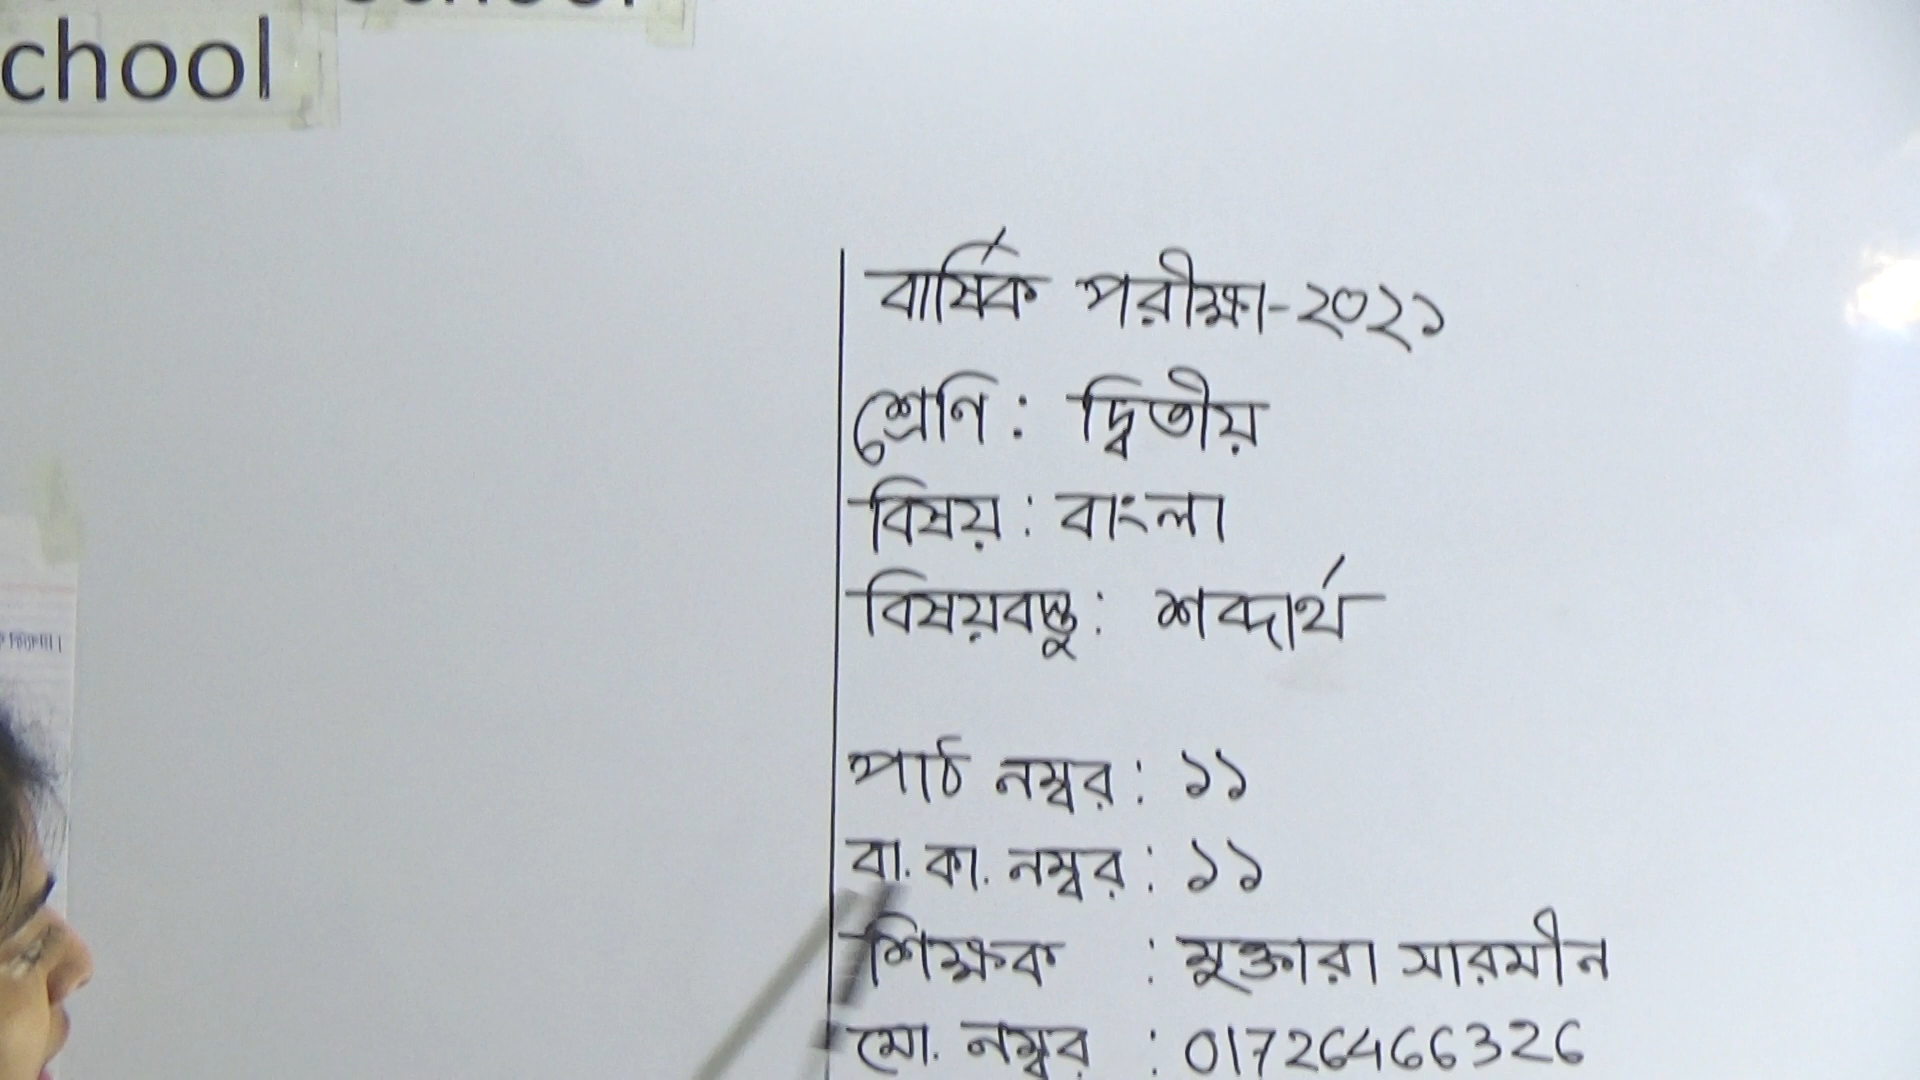 chool
বার্ষিক পরীক্ষা-২০২১
শ্রেণি : দ্বিতীয়
বিষয় : বাংলা
বিষয়বস্তু : শব্দার্থ
পাঠ নম্বর : ১১
বা. কা. নম্বর : ১১
শিক্ষক : মুক্তারা সারমীন
মো. নম্বর : 01726466326